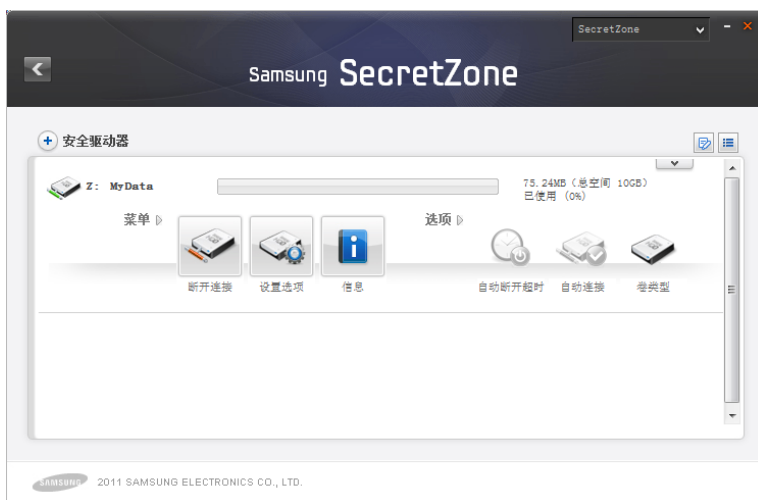 SecretZone
Samsung SecretZone
安全驱动器
Z: MyData
75.24MB (总空间 10GB)
已使用 (0%)
菜单
选项
断开连接 设置选项 信息 自动断开超时 自动连接 卷类型
SAMSUNG 2011 SAMSUNG ELECTRONICS CO., LTD.